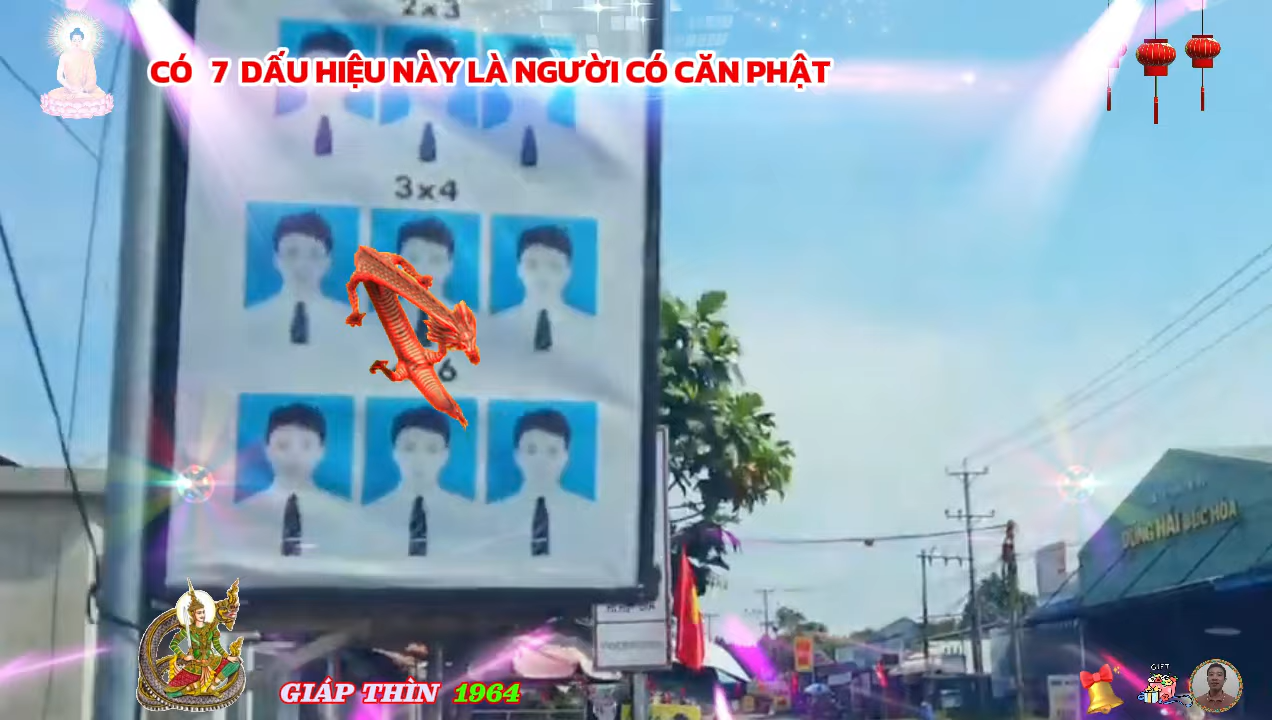 2x3
CÓ 7 DẤU HIỆU NÀY LÀ NGƯỜI CÓ CĂN PHẬT
3x4
6
DŨNG HẢI ĐỨC HÒA
GIFT
GIÁP THÌN 1964